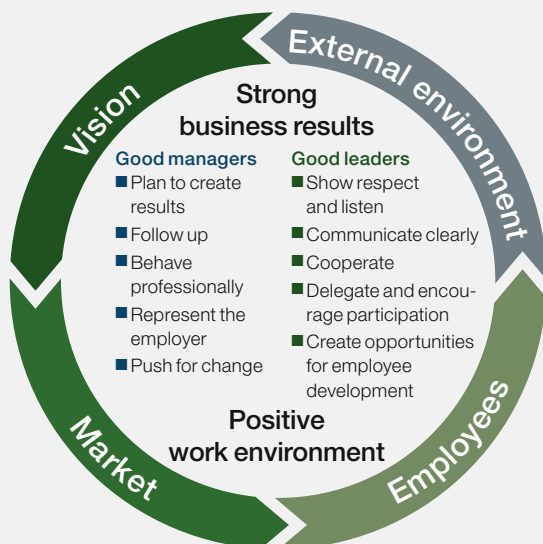 Vision
External environment
Strong
business results
Good managers
Plan to create
results
Follow up
Behave
professionally
Represent the
employer
Push for change
Good leaders
Show respect
and listen
Communicate clearly
Cooperate
Delegate and encou-
rage participation
Create opportunities
for employee
development
Positive
work environment
Market
Employees